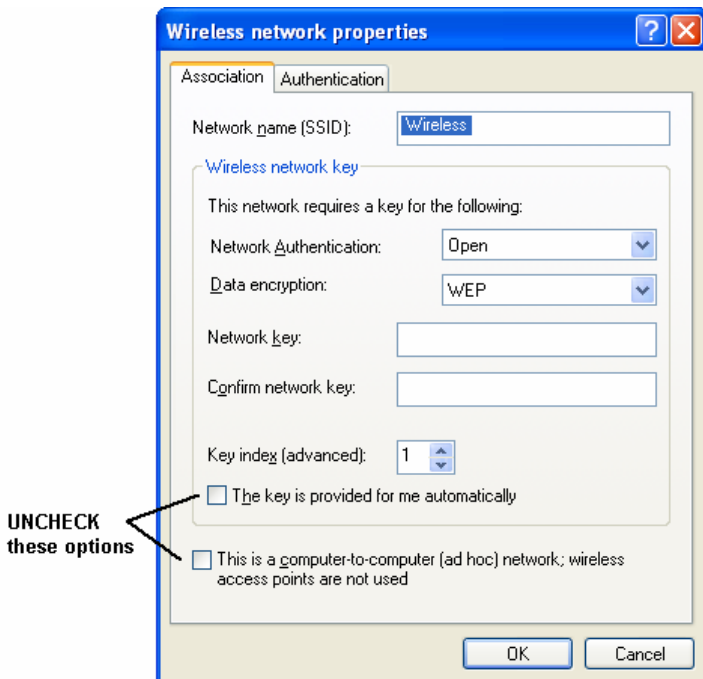 Wireless network properties
Association
Authentication
Network name (SSID):
Wireless
Wireless network key
This network requires a key for the following:
Network Authentication:
Open
Data encryption:
WEP
Network key:
Confirm network key:
Key index (advanced):
1
The key is provided for me automatically
UNCHECK
these options
This is a computer-to-computer (ad hoc) network; wireless
access points are not used
OK
Cancel